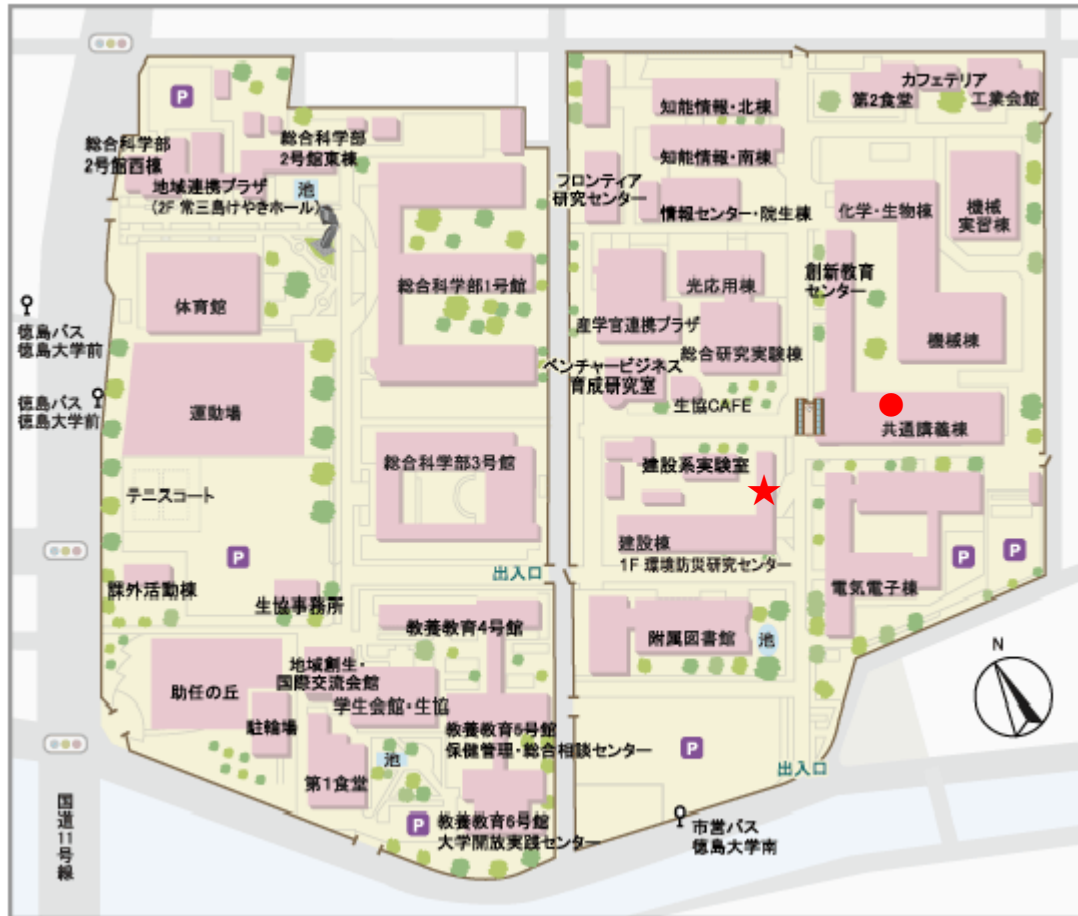 P
総合科学部
2号館西棟
総合科学部
2号館東棟
地域連携プラザ
(2F 常三島けやきホール)
池
体育館
総合科学部1号館
徳島バス
徳島大学前
徳島バス
徳島大学前
運動場
総合科学部3号館
テニスコート
P
課外活動棟
生協事務所
出入口
教養教育4号館
地域創生・
国際交流会館
助任の丘
学生会館・生協
駐輪場
教養教育5号館
保健管理・総合相談センター
池
第1食堂
P
教養教育6号館
大学開放実践センター
国道11号線
知能情報・北棟
知能情報・南棟
フロンティア
研究センター
情報センター・院生棟
カフェテリア
第2食堂
工業会館
化学・生物棟
機械
実習棟
光応用棟
創新教育
センター
産学官連携プラザ
総合研究実験棟
機械棟
ベンチャービジネス
育成研究室
生協CAFE
共通講義棟
建設系実験室
建設棟
1F 環境防災研究センター
P
P
電気電子棟
附属図書館
池
N
P
出入口
市営バス
徳島大学南